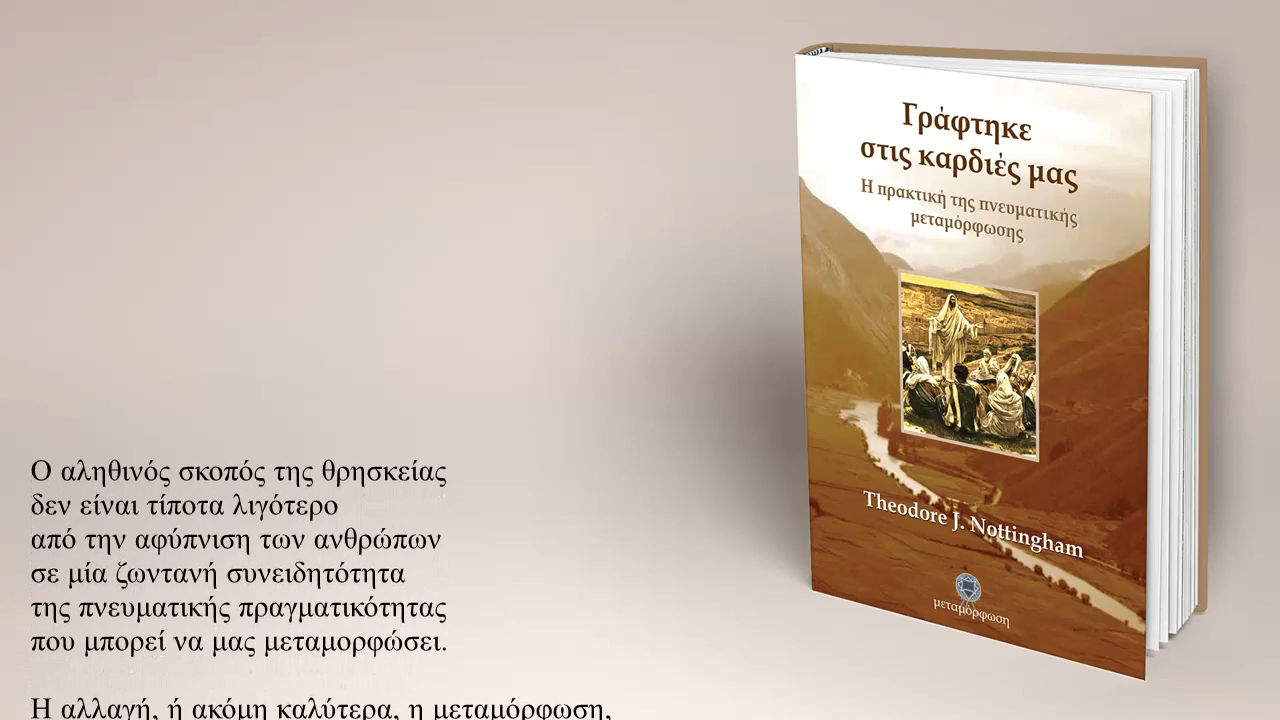 Γράφτηκε
στις καρδιές μας
Η πρακτική της πνευματικής
μεταμόρφωσης
Theodore J. Nottingham
μεταμόρφωση
Ο αληθινός σκοπός της θρησκείας
δεν είναι τίποτα λιγότερο
από την αφύπνιση των ανθρώπων
σε μία ζωντανή συνειδητότητα
της πνευματικής πραγματικότητας
που μπορεί να μας μεταμορφώσει.
Η αλλαγή, ή ακόμη καλύτερα, η μεταμόρφωση,